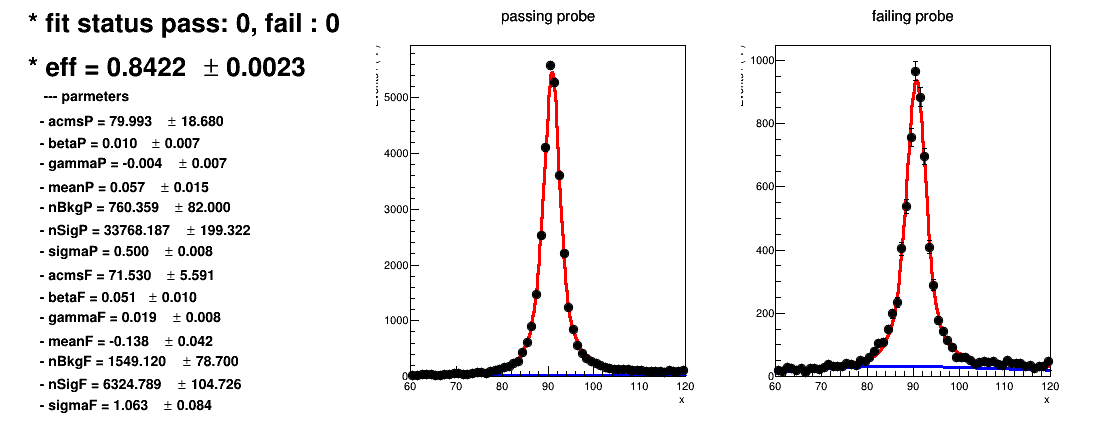 * fit status pass: 0, fail : 0
* eff = 0.8422 ± 0.0023
--- parmeters
- acmsP = 79.993 ± 18.680
- betaP = 0.010 ± 0.007
- gammaP = -0.004 ± 0.007
- meanP = 0.057 ± 0.015
- nBkgP = 760.359 ± 82.000
- nSigP = 33768.187 ± 199.322
- sigmaP = 0.500 ± 0.008
- acmsF = 71.530 ± 5.591
- betaF = 0.051 ± 0.010
- gammaF = 0.019 ± 0.008
- meanF = -0.138 ± 0.042
- nBkgF = 1549.120 ± 78.700
- nSigF = 6324.789 ± 104.726
- sigmaF = 1.063 ± 0.084
passing probe
5000
4000
3000
2000
1000
0
60 70 80 90 100 110 120
x
failing probe
1000
800
600
400
200
0
60 70 80 90 100 110 120
x